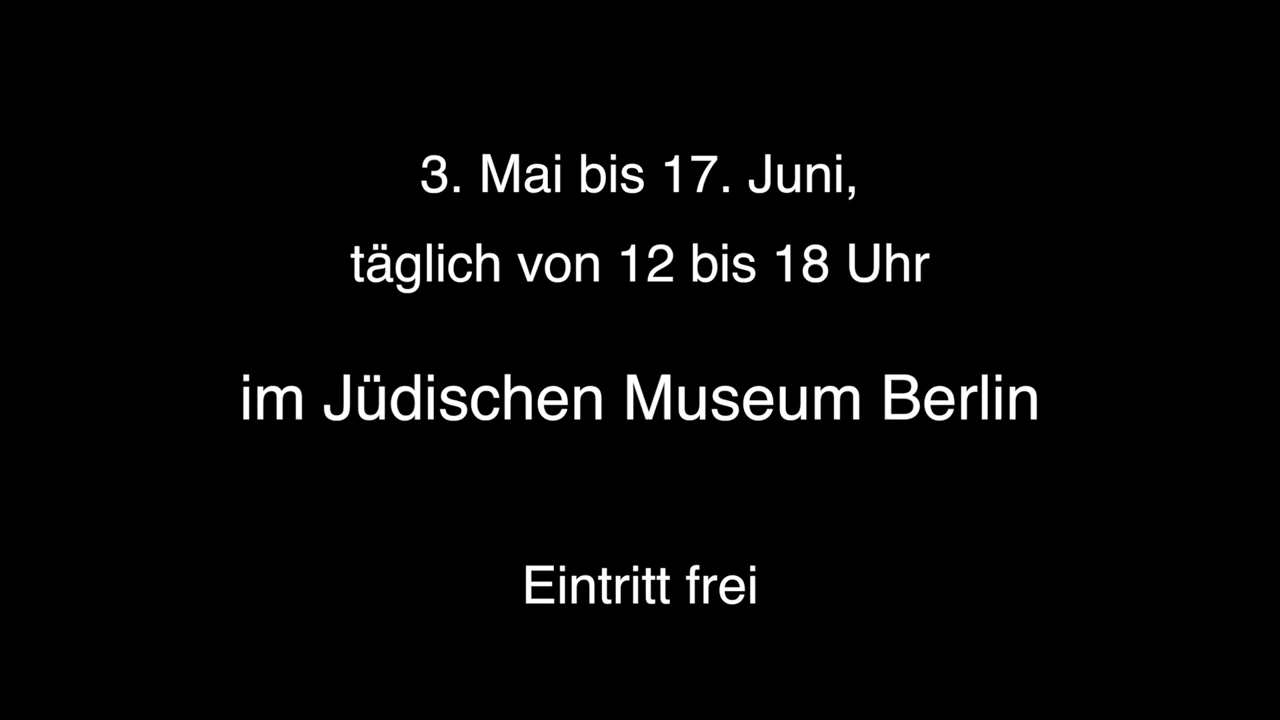 3. Mai bis 17. Juni,
täglich von 12 bis 18 Uhr
im Jüdischen Museum Berlin
Eintritt frei